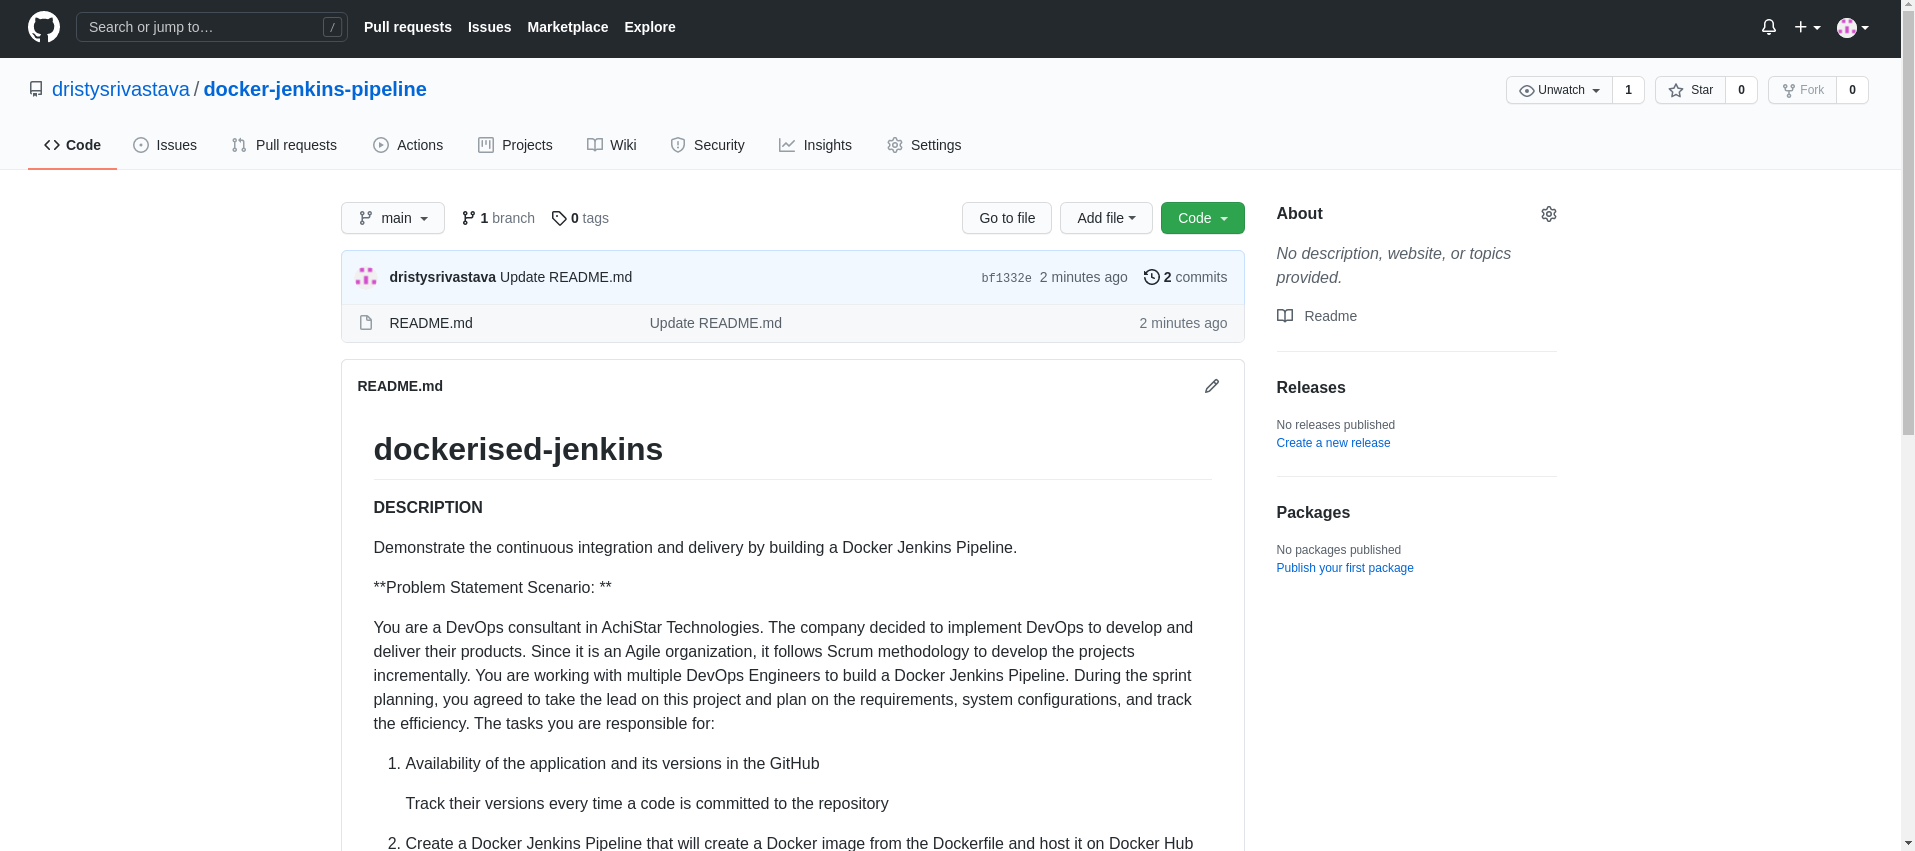 Search or jump to… /
Pull requests Issues Marketplace Explore
dristysrivastava / docker-jenkins-pipeline
Unwatch 1 Star 0 Fork 0
Code Issues Pull requests Actions Projects Wiki Security Insights Settings
main 1 branch 0 tags Go to file Add file Code
dristysrivastava Update README.md bf1332e 2 minutes ago 2 commits
README.md Update README.md 2 minutes ago
README.md
dockerised-jenkins
DESCRIPTION
Demonstrate the continuous integration and delivery by building a Docker Jenkins Pipeline.
**Problem Statement Scenario: **
You are a DevOps consultant in AchiStar Technologies. The company decided to implement DevOps to develop and
deliver their products. Since it is an Agile organization, it follows Scrum methodology to develop the projects
incrementally. You are working with multiple DevOps Engineers to build a Docker Jenkins Pipeline. During the sprint
planning, you agreed to take the lead on this project and plan on the requirements, system configurations, and track
the efficiency. The tasks you are responsible for:
1. Availability of the application and its versions in the GitHub
Track their versions every time a code is committed to the repository
2. Create a Docker Jenkins Pipeline that will create a Docker image from the Dockerfile and host it on Docker Hub
About
No description, website, or topics
provided.
Readme
Releases
No releases published
Create a new release
Packages
No packages published
Publish your first package